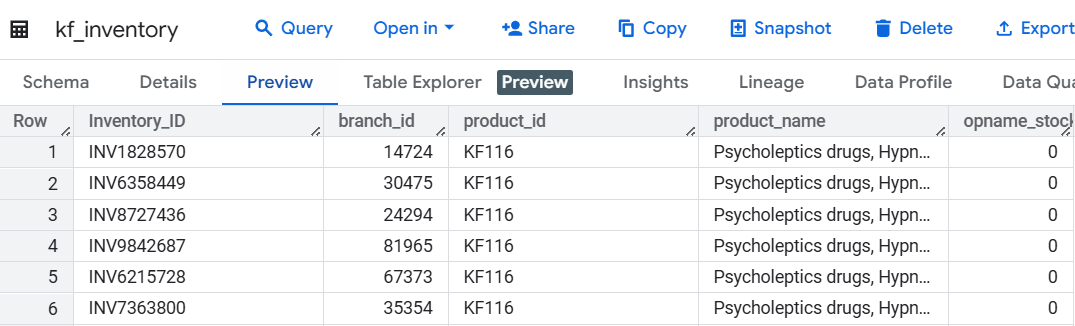 kf_inventory Query Open in Share Copy Snapshot Delete Export
Schema Details Preview Table Explorer Preview Insights Lineage Data Profile Data Qu
Row Inventory_ID branch_id product_id product_name opname_stock
1 INV1828570 14724 KF116 Psycholeptics drugs, Hypn... 0
2 INV6358449 30475 KF116 Psycholeptics drugs, Hypn... 0
3 INV8727436 24294 KF116 Psycholeptics drugs, Hypn... 0
4 INV9842687 81965 KF116 Psycholeptics drugs, Hypn... 0
5 INV6215728 67373 KF116 Psycholeptics drugs, Hypn... 0
6 INV7363800 35354 KF116 Psycholeptics drugs, Hypn... 0